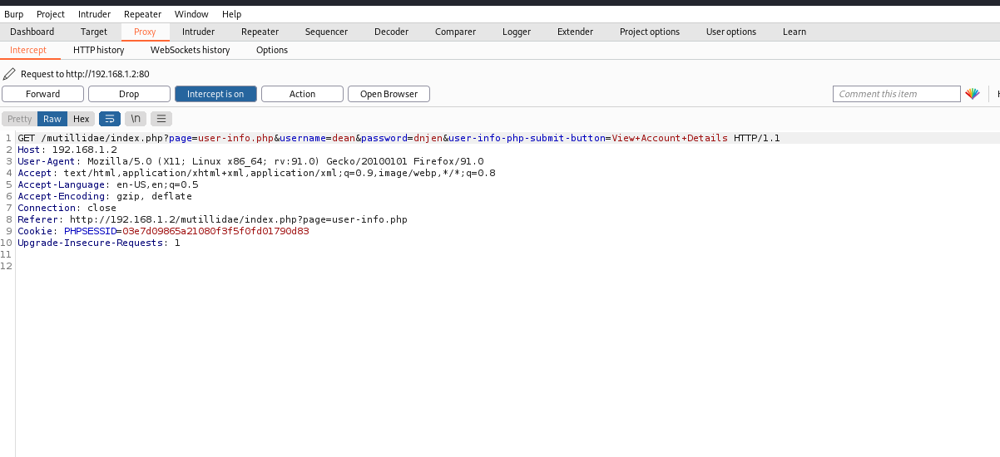 Burp Project Intruder Repeater Window Help
Dashboard Target Proxy Intruder Repeater Sequencer Decoder Comparer Logger Extender Project options User options Learn
Intercept HTTP history WebSockets history Options
Request to http://192.168.1.2:80
Forward Drop Intercept is on Action Open Browser Comment this item
Pretty Raw Hex \n
1 GET /mutillidae/index.php?page=user-info.php&username=dean&password=dnjen&user-info-php-submit-button=View+Account+Details HTTP/1.1
2 Host: 192.168.1.2
3 User-Agent: Mozilla/5.0 (X11; Linux x86_64; rv:91.0) Gecko/20100101 Firefox/91.0
4 Accept: text/html,application/xhtml+xml,application/xml;q=0.9,image/webp,*/*;q=0.8
5 Accept-Language: en-US,en;q=0.5
6 Accept-Encoding: gzip, deflate
7 Connection: close
8 Referer: http://192.168.1.2/mutillidae/index.php?page=user-info.php
9 Cookie: PHPSESSID=03e7d09865a21080f3f5f0fd01790d83
10 Upgrade-Insecure-Requests: 1
11
12